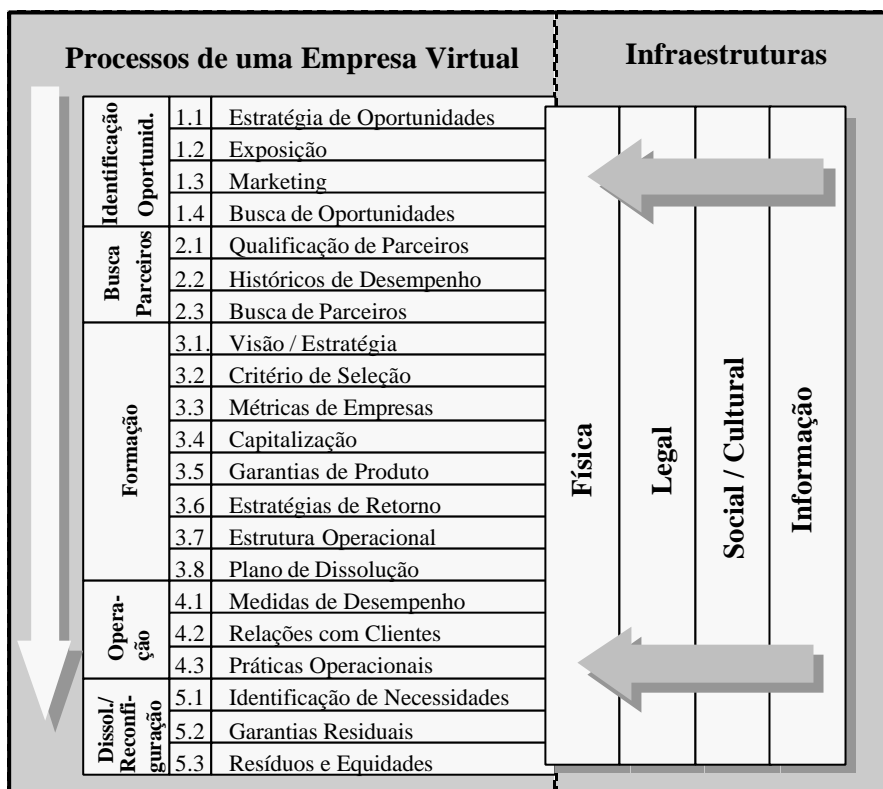 Processos de uma Empresa Virtual
Infraestruturas
Identificação
Oportunid.
1.1 Estratégia de Oportunidades
1.2 Exposição
1.3 Marketing
1.4 Busca de Oportunidades
Busca
Parceiros
2.1 Qualificação de Parceiros
2.2 Históricos de Desempenho
2.3 Busca de Parceiros
Formação
3.1. Visão / Estratégia
3.2 Critério de Seleção
3.3 Métricas de Empresas
3.4 Capitalização
3.5 Garantias de Produto
3.6 Estratégias de Retorno
3.7 Estrutura Operacional
3.8 Plano de Dissolução
Opera-
ção
4.1 Medidas de Desempenho
4.2 Relações com Clientes
4.3 Práticas Operacionais
Dissol./
Reconfi-
guração
5.1 Identificação de Necessidades
5.2 Garantias Residuais
5.3 Resíduos e Equidades
Física
Legal
Social / Cultural
Informação